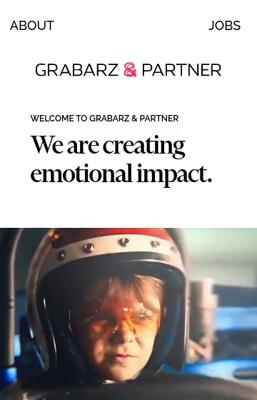 ABOUT JOBS
GRABARZ & PARTNER
WELCOME TO GRABARZ & PARTNER
We are creating
emotional impact.